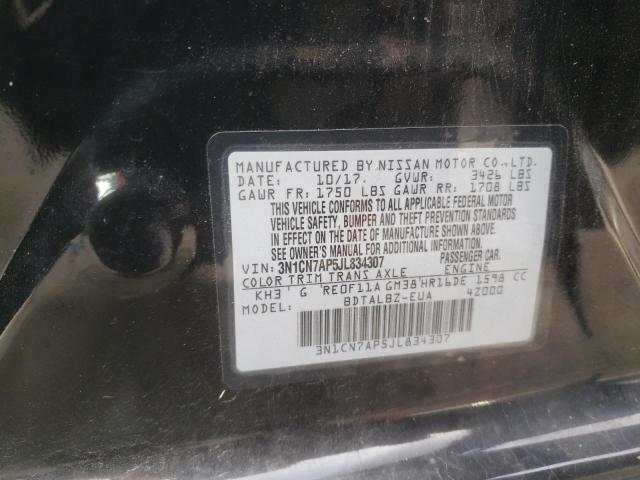 MANUFACTURED BY NISSAN MOTOR CO.,LTD.
DATE: 10/17 GVWR: 3426 LBS
GAWR FR: 1750 LBS GAWR RR: 1708 LBS
THIS VEHICLE CONFORMS TO ALL APPLICABLE FEDERAL MOTOR
VEHICLE SAFETY, BUMPER AND THEFT PREVENTION STANDARDS
IN EFFECT ON THE DATE OF MANUFACTURE SHOWN ABOVE.
SEE OWNER'S MANUAL FOR ADDITIONAL INFORMATION.
VIN: 3N1CN7AP5JL834307 PASSENGER CAR.
COLOR TRIM TRANS AXLE ENGINE
KH3 G RE0F11A GM38 HR16DE 1598 CC
MODEL: BDTALBZ-EUA 4Z000
3N1CN7AP5JL834307